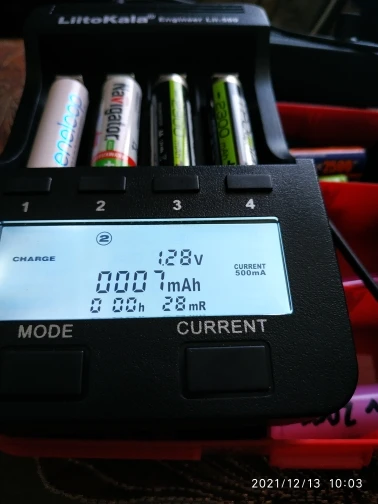 LiitoKala Engineer Lii-500
eneloop
Navigator
2300
1 2 3 4
2
CHARGE
1.28V
CURRENT
500mA
0007mAh
0 00h 28mR
MODE CURRENT
2021/12/13 10:03